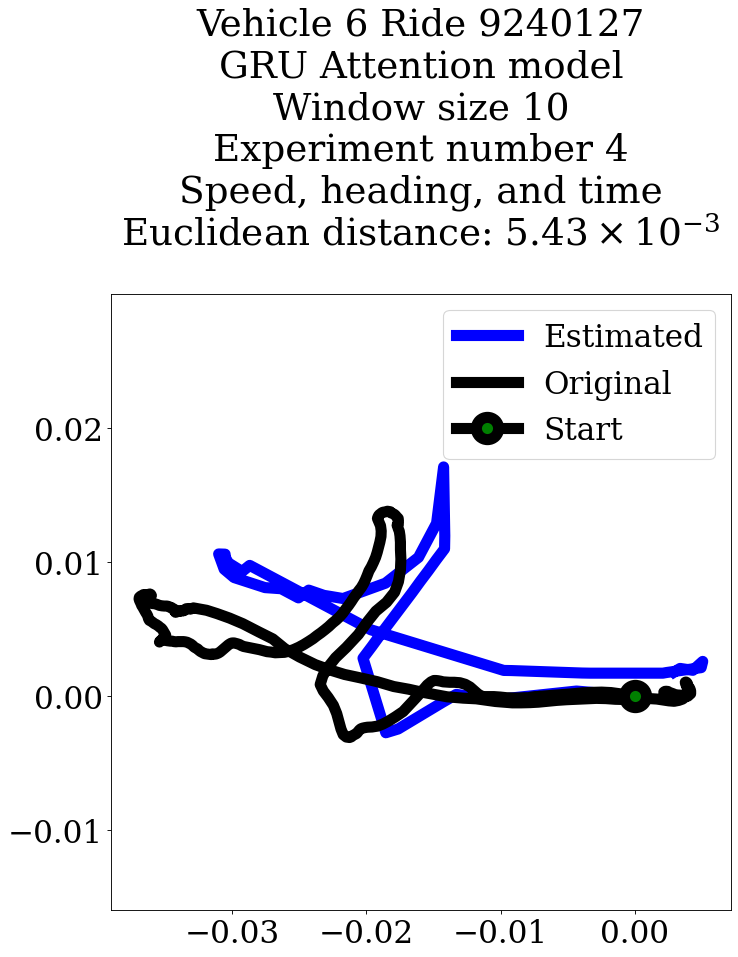 Vehicle 6 Ride 9240127
GRU Attention model
Window size 10
Experiment number 4
Speed, heading, and time
Euclidean distance: 5.43 × 10⁻³
Estimated
Original
Start
0.02
0.01
0.00
−0.01
−0.03 −0.02 −0.01 0.00